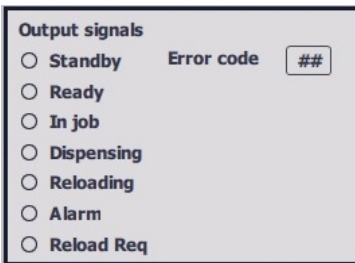 Output signals
Standby Error code ##
Ready
In job
Dispensing
Reloading
Alarm
Reload Req